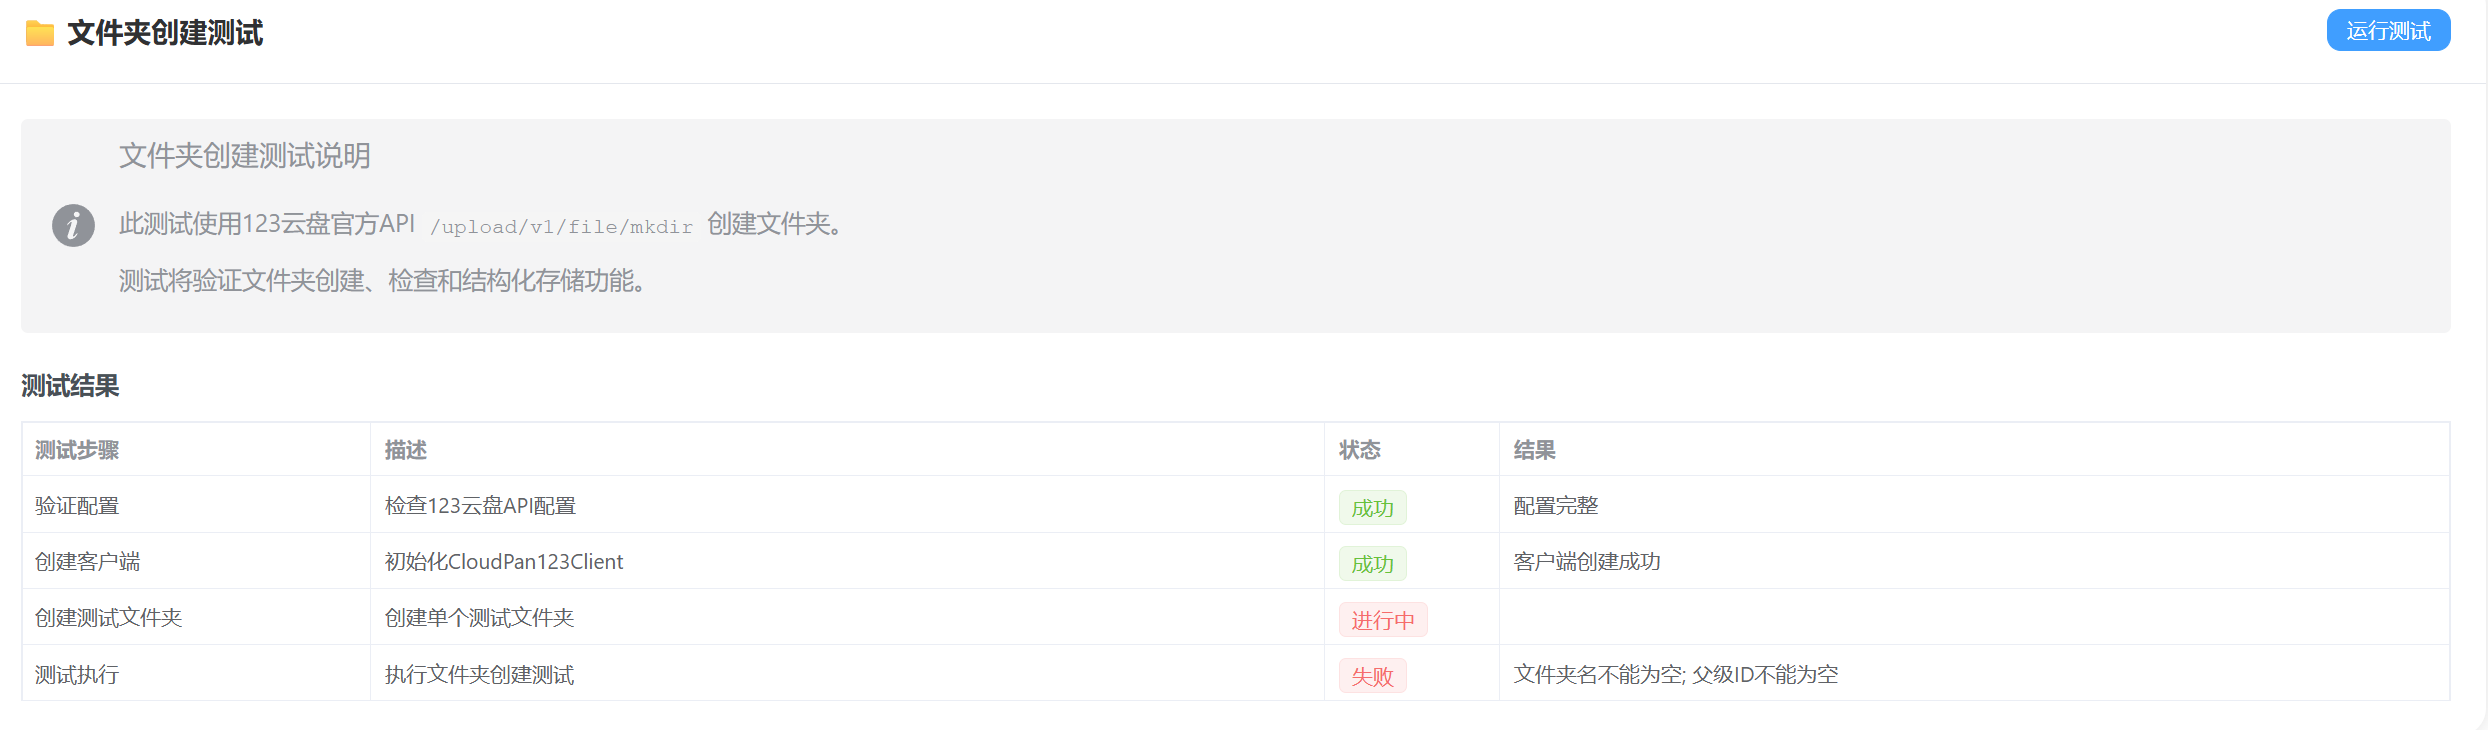 文件夹创建测试
运行测试
文件夹创建测试说明
此测试使用123云盘官方API /upload/v1/file/mkdir 创建文件夹。
测试将验证文件夹创建、检查和结构化存储功能。
测试结果
测试步骤 描述 状态 结果
验证配置 检查123云盘API配置 成功 配置完整
创建客户端 初始化CloudPan123Client 成功 客户端创建成功
创建测试文件夹 创建单个测试文件夹 进行中
测试执行 执行文件夹创建测试 失败 文件夹名不能为空; 父级ID不能为空